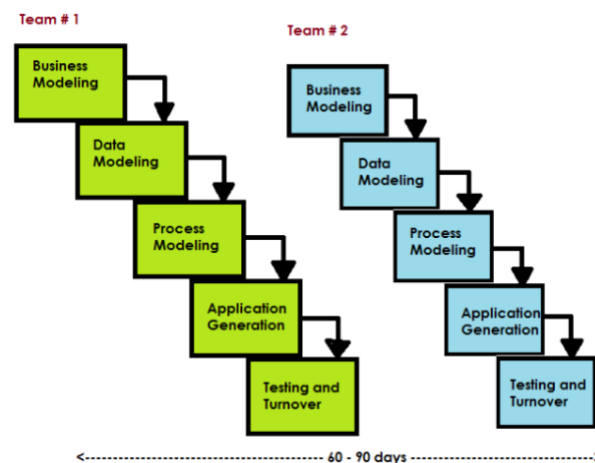 Team # 1
Business
Modeling
Data
Modeling
Process
Modeling
Application
Generation
Testing and
Turnover
Team # 2
Business
Modeling
Data
Modeling
Process
Modeling
Application
Generation
Testing and
Turnover
<---------------------------------- 60 - 90 days -------------------------->